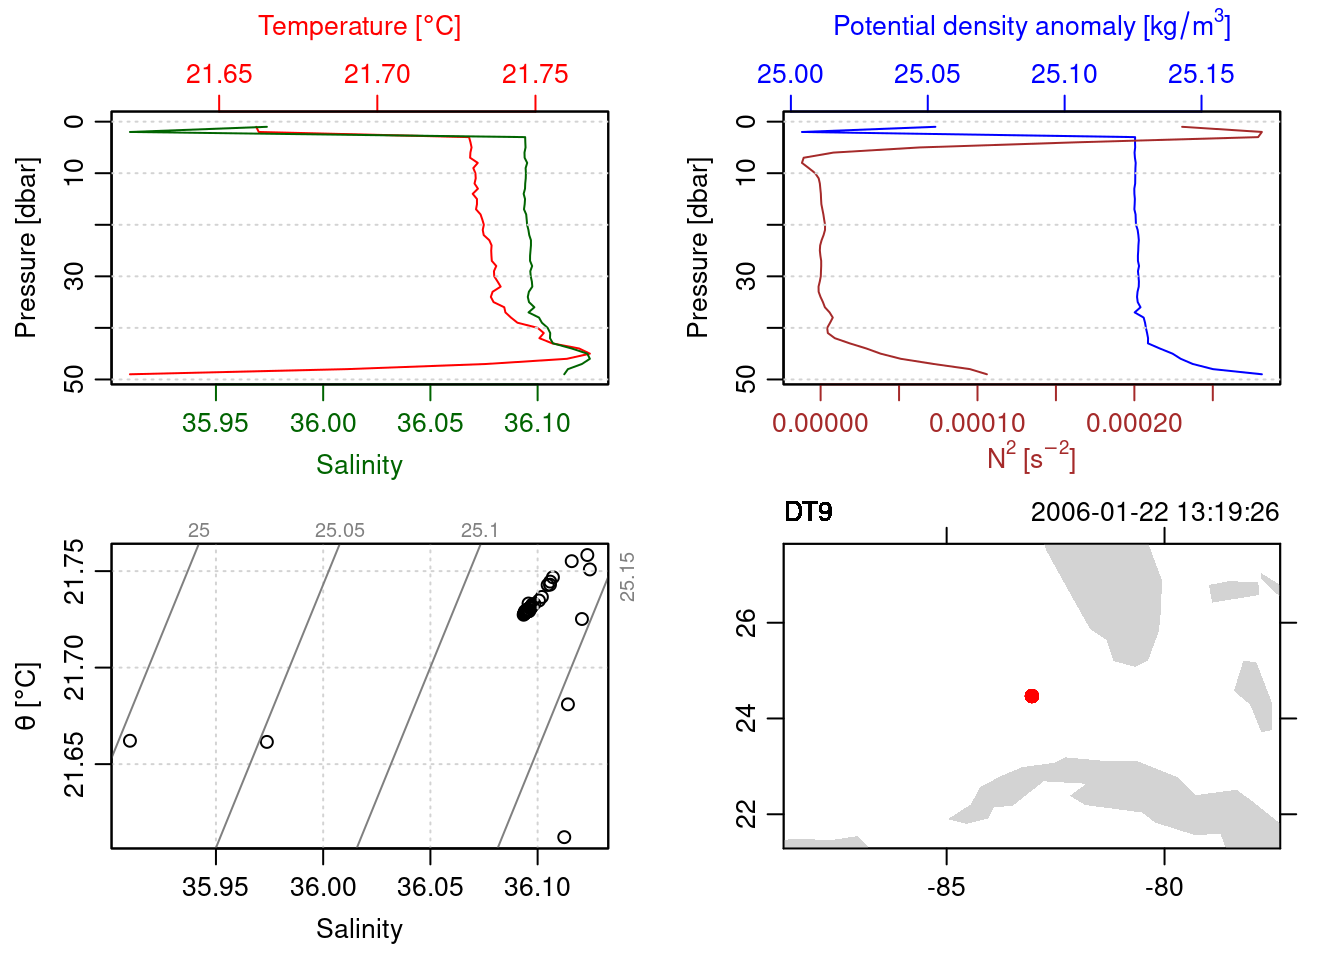 Temperature [°C]
21.65 21.70 21.75
0
10
30
50
Pressure [dbar]
35.95 36.00 36.05 36.10
Salinity
Potential density anomaly [kg/m³]
25.00 25.05 25.10 25.15
0
10
30
50
Pressure [dbar]
0.00000 0.00010 0.00020
N² [s⁻²]
25 25.05 25.1
25.15
21.75
21.70
21.65
θ [°C]
35.95 36.00 36.05 36.10
Salinity
DT9 2006-01-22 13:19:26
26
24
22
-85 -80